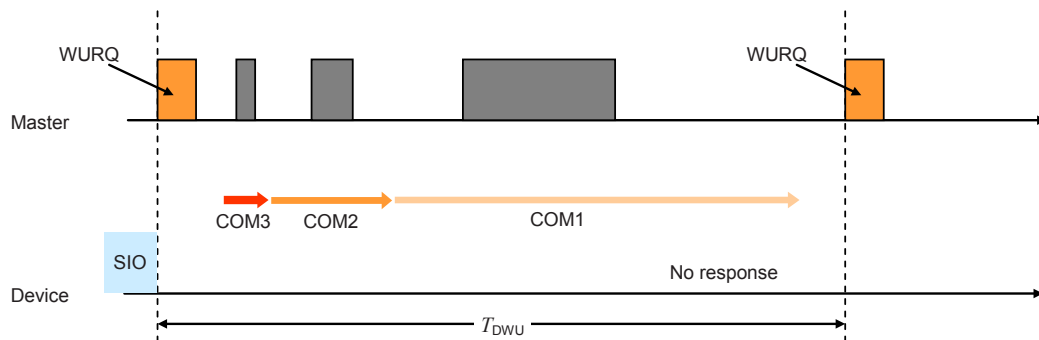 WURQ
WURQ
Master
COM3
COM2
COM1
SIO
No response
Device
TDWU